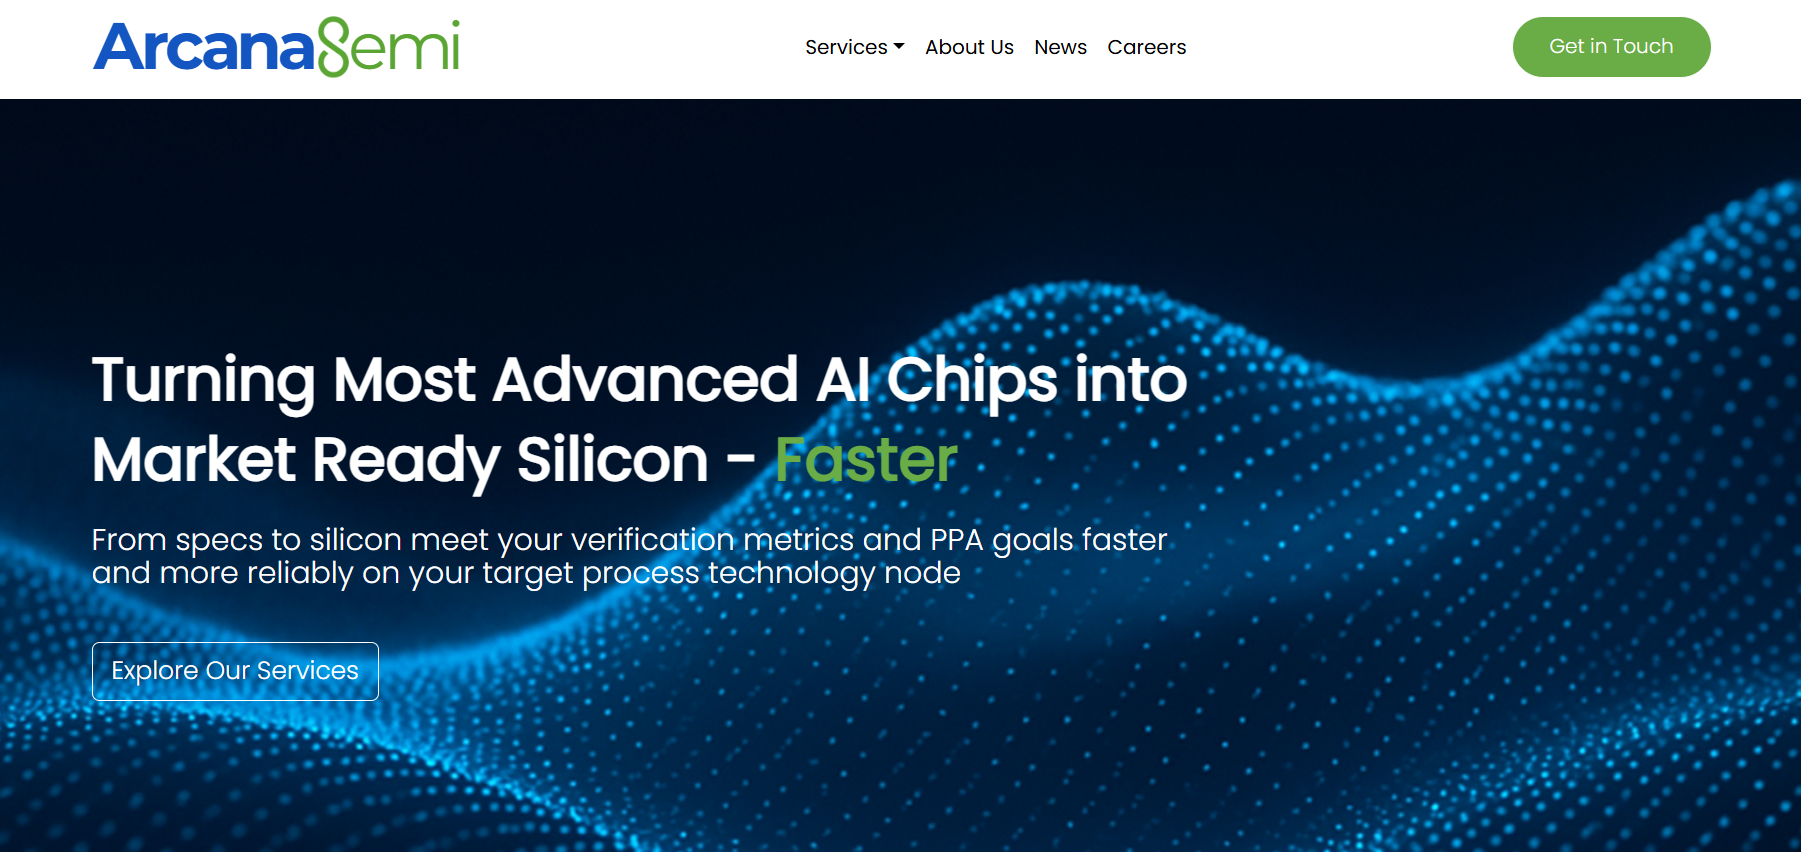 ArcanaSemi
Services About Us News Careers
Get in Touch
Turning Most Advanced AI Chips into
Market Ready Silicon - Faster
From specs to silicon meet your verification metrics and PPA goals faster
and more reliably on your target process technology node
Explore Our Services